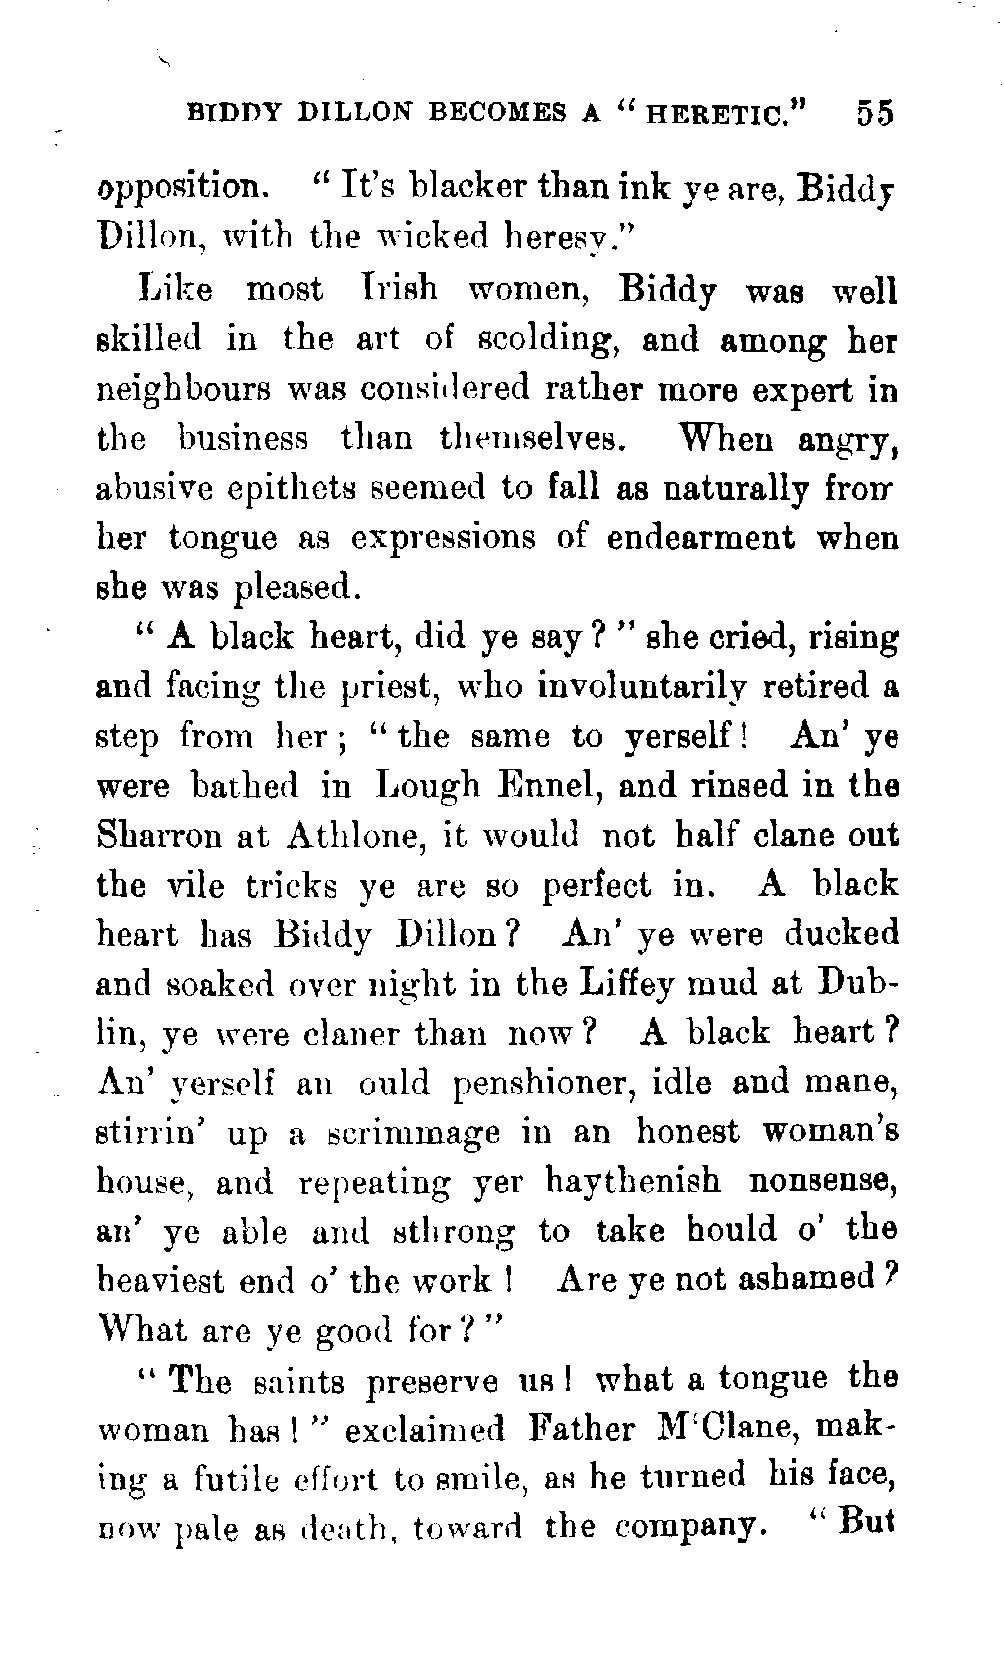 BIDDY DILLON BECOMES A "HERETIC." 55
opposition. "It's blacker than ink ye are, Biddy
Dillon, with the wicked heresy."
Like most Irish women, Biddy was well
skilled in the art of scolding, and among her
neighbours was considered rather more expert in
the business than themselves. When angry,
abusive epithets seemed to fall as naturally from
her tongue as expressions of endearment when
she was pleased.
"A black heart, did ye say?" she cried, rising
and facing the priest, who involuntarily retired a
step from her; "the same to yerself! An' ye
were bathed in Lough Ennel, and rinsed in the
Sharron at Athlone, it would not half clane out
the vile tricks ye are so perfect in. A black
heart has Biddy Dillon? An' ye were ducked
and soaked over night in the Liffey mud at Dub-
lin, ye were claner than now? A black heart?
An' yerself an ould penshioner, idle and mane,
stirrin' up a scrimmage in an honest woman's
house, and repeating yer haythenish nonsense,
an' ye able and sthrong to take hould o' the
heaviest end o' the work! Are ye not ashamed?
What are ye good for?"
"The saints preserve us! what a tongue the
woman has!" exclaimed Father M'Clane, mak-
ing a futile effort to smile, as he turned his face,
now pale as death, toward the company. "But